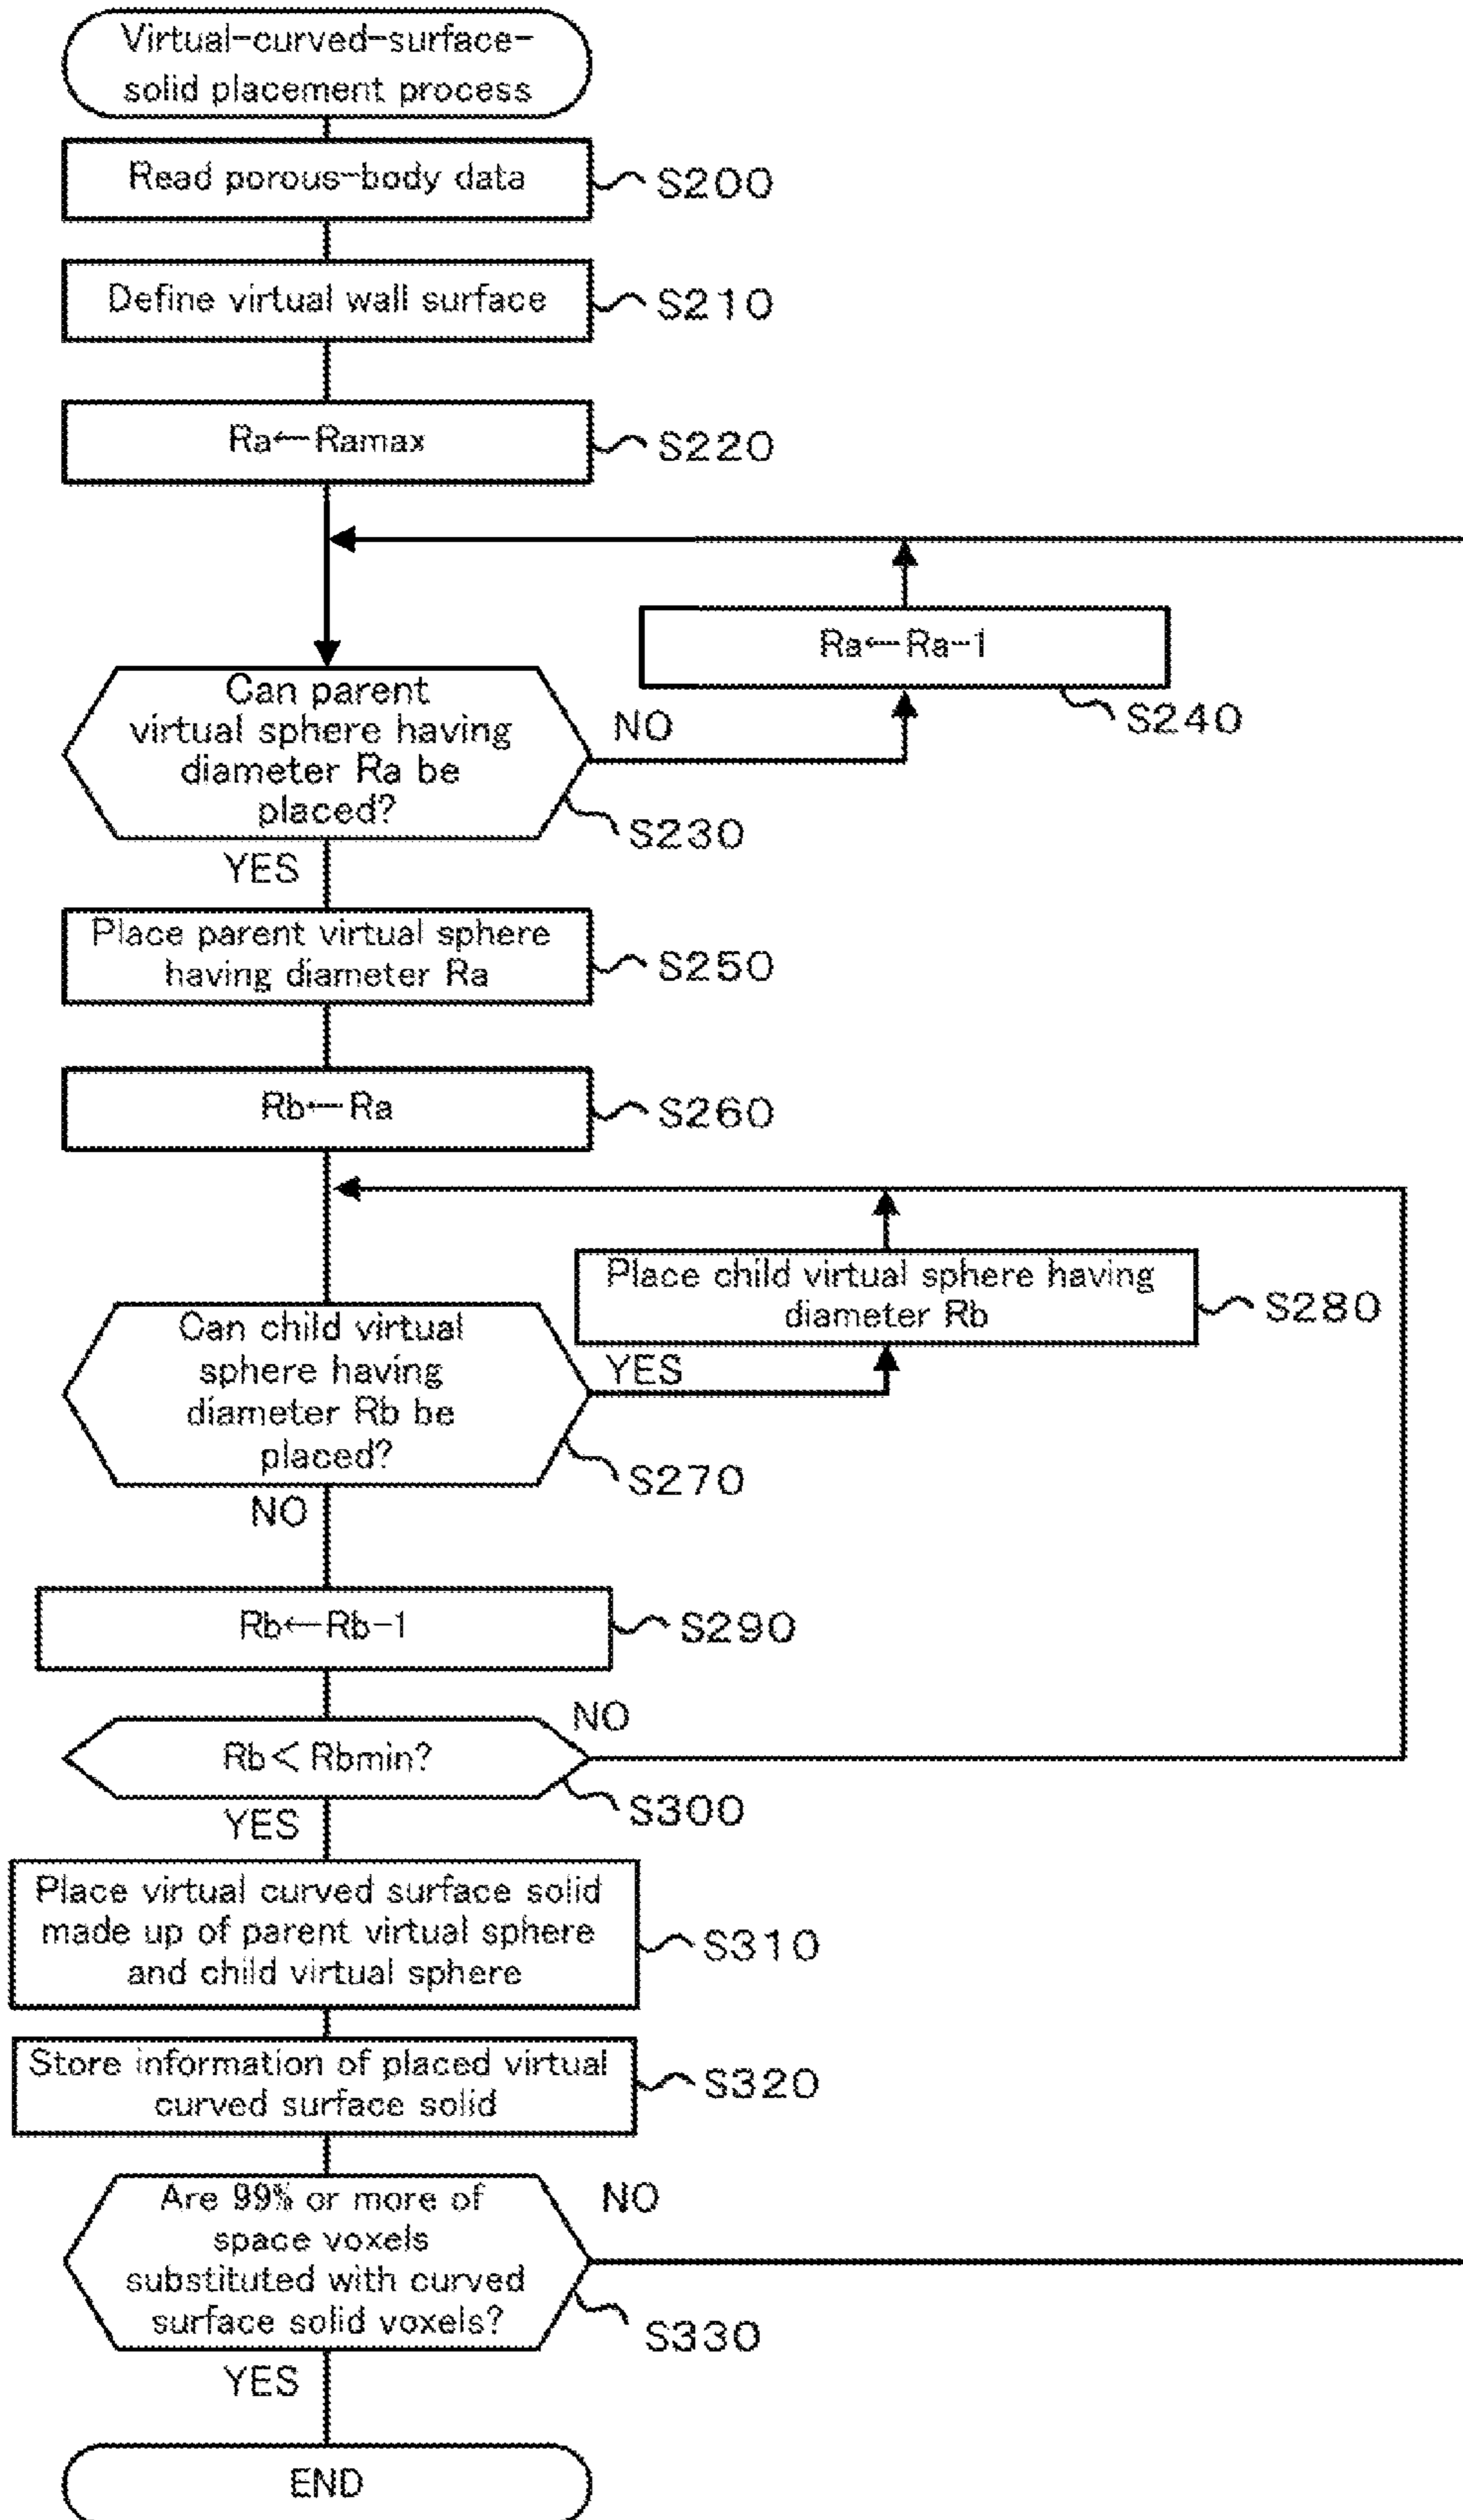 Virtual-curved-surface-
solid placement process
Read porous-body data
S200
Define virtual wall surface
S210
Ra←Ramax
S220
Ra←Ra-1
S240
Can parent
virtual sphere having
diameter Ra be
placed?
NO
S230
YES
Place parent virtual sphere
having diameter Ra
S250
Rb←Ra
S260
Place child virtual sphere having
diameter Rb
S280
Can child virtual
sphere having
diameter Rb be
placed?
YES
S270
NO
Rb←Rb-1
S290
Rb<Rbmin?
NO
S300
YES
Place virtual curved surface solid
made up of parent virtual sphere
and child virtual sphere
S310
Store information of placed virtual
curved surface solid
S320
Are 99% or more of
space voxels
substituted with curved
surface solid voxels?
NO
S330
YES
END